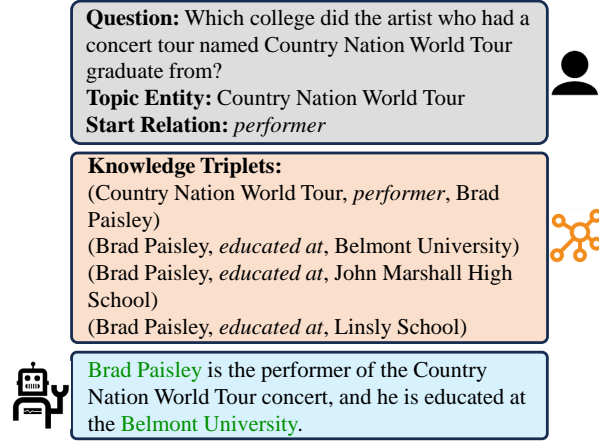 Question: Which college did the artist who had a
concert tour named Country Nation World Tour
graduate from?
Topic Entity: Country Nation World Tour
Start Relation: performer
Knowledge Triplets:
(Country Nation World Tour, performer, Brad
Paisley)
(Brad Paisley, educated at, Belmont University)
(Brad Paisley, educated at, John Marshall High
School)
(Brad Paisley, educated at, Linsly School)
Brad Paisley is the performer of the Country
Nation World Tour concert, and he is educated at
the Belmont University.